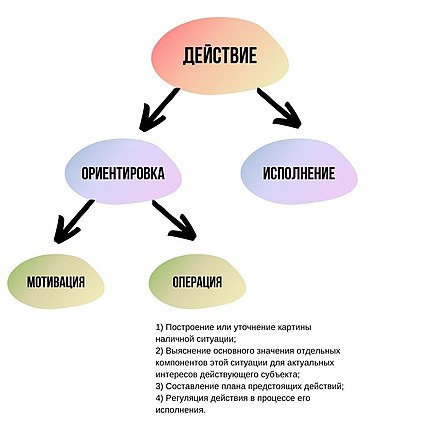 ДЕЙСТВИЕ
ОРИЕНТИРОВКА
ИСПОЛНЕНИЕ
МОТИВАЦИЯ
ОПЕРАЦИЯ
1) Построение или уточнение картины
наличной ситуации;
2) Выяснение основного значения отдельных
компонентов этой ситуации для актуальных
интересов действующего субъекта;
3) Составление плана предстоящих действий;
4) Регуляция действия в процессе его
исполнения.